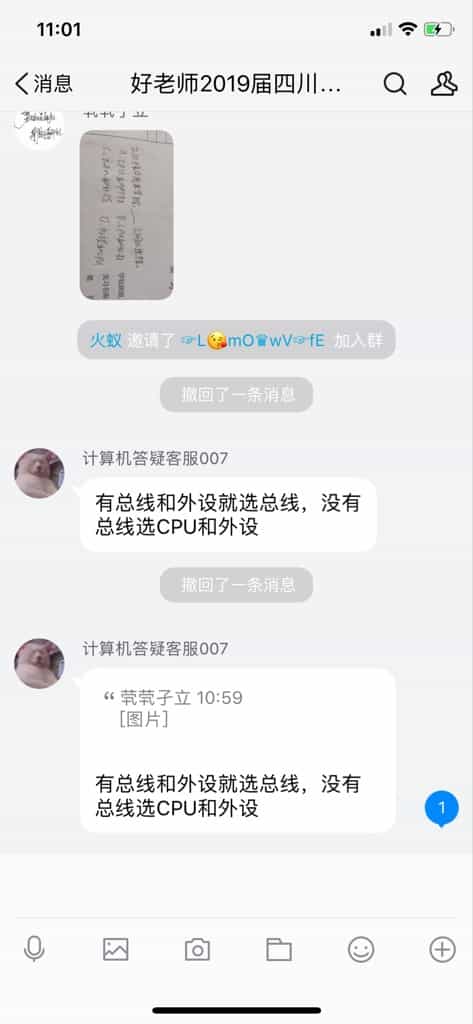 11:01
消息
好老师2019届四川...
茕茕孑立
火蚁 邀请了 ☞L😘mO♛wV☞fE 加入群
撤回了一条消息
计算机答疑客服007
有总线和外设就选总线，没有
总线选CPU和外设
撤回了一条消息
计算机答疑客服007
“ 茕茕孑立 10:59
[图片]
有总线和外设就选总线，没有
总线选CPU和外设
1